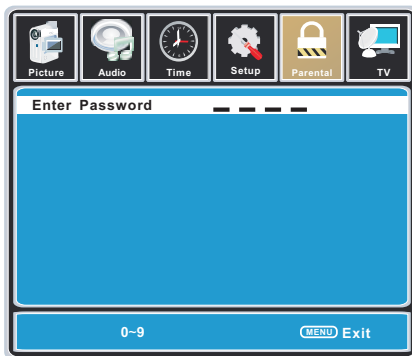 Picture Audio Time Setup Parental TV
Enter Password _ _ _ _
0~9 MENU Exit